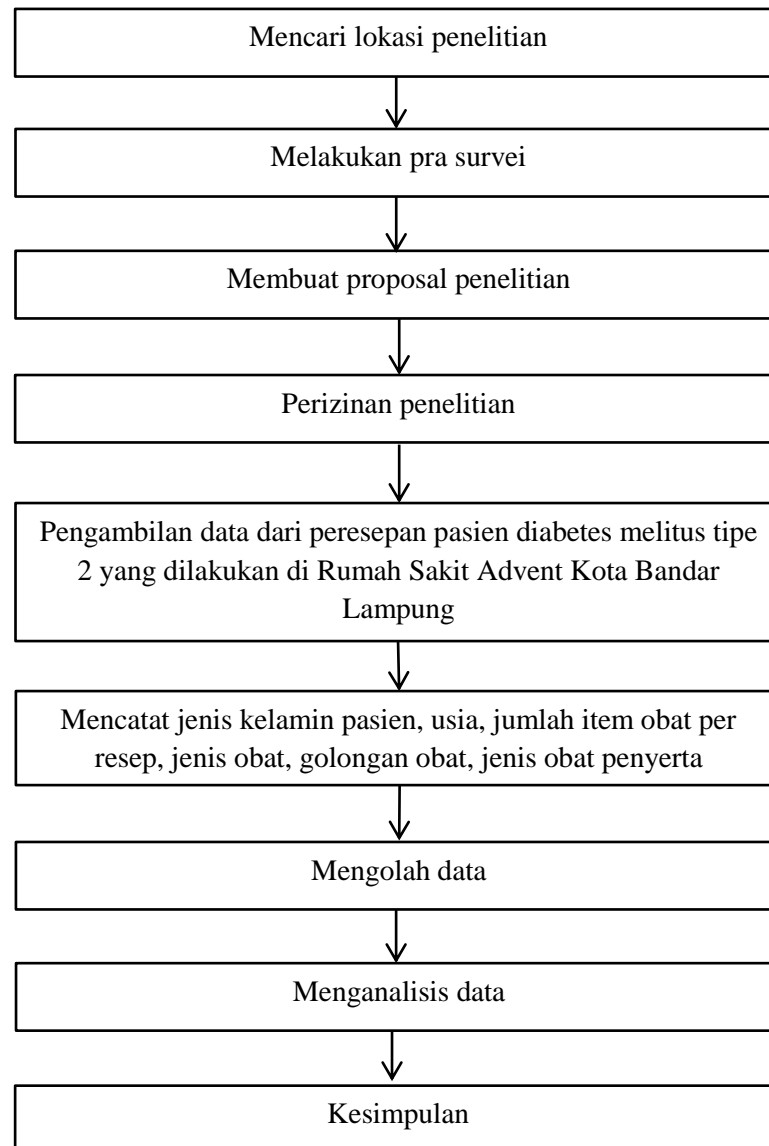 Mencari lokasi penelitian
Melakukan pra survei
Membuat proposal penelitian
Perizinan penelitian
Pengambilan data dari peresepan pasien diabetes melitus tipe
2 yang dilakukan di Rumah Sakit Advent Kota Bandar
Lampung
Mencatat jenis kelamin pasien, usia, jumlah item obat per
resep, jenis obat, golongan obat, jenis obat penyerta
Mengolah data
Menganalisis data
Kesimpulan